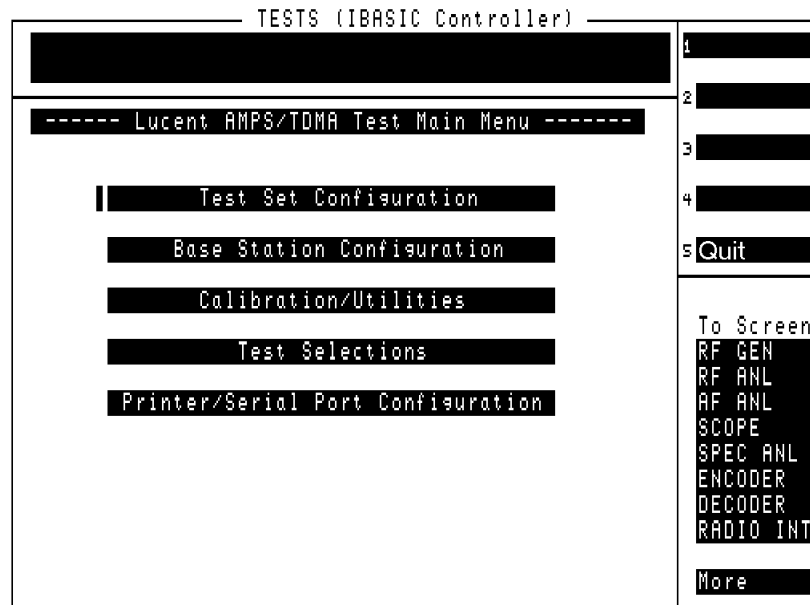 TESTS (IBASIC Controller)
------ Lucent AMPS/TDMA Test Main Menu -------
Test Set Configuration
Base Station Configuration
Calibration/Utilities
Test Selections
Printer/Serial Port Configuration
1
2
3
4
5 Quit
To Screen
RF GEN
RF ANL
AF ANL
SCOPE
SPEC ANL
ENCODER
DECODER
RADIO INT
More